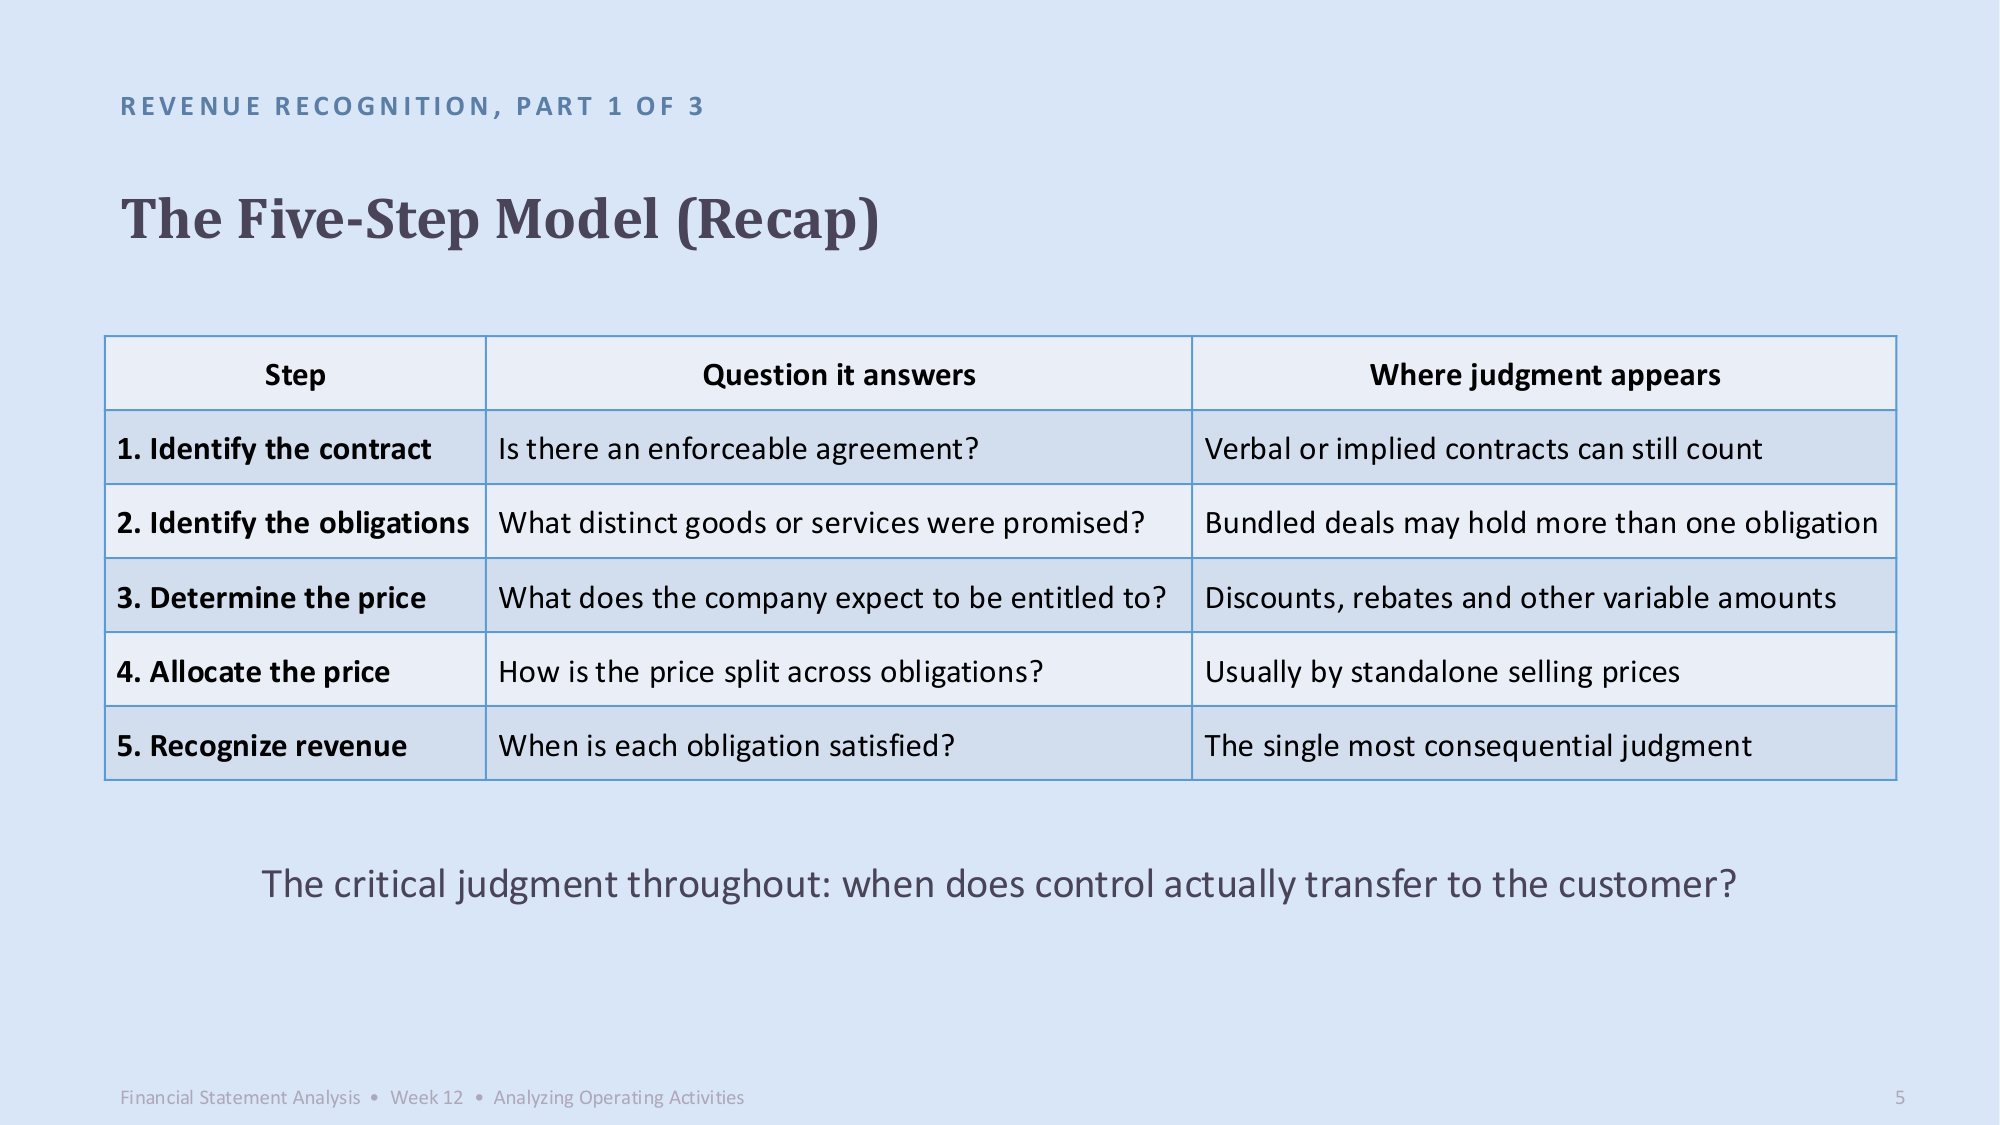 REVENUE RECOGNITION, PART 1 OF 3
The Five-Step Model (Recap)
Step Question it answers Where judgment appears
1. Identify the contract Is there an enforceable agreement? Verbal or implied contracts can still count
2. Identify the obligations What distinct goods or services were promised? Bundled deals may hold more than one obligation
3. Determine the price What does the company expect to be entitled to? Discounts, rebates and other variable amounts
4. Allocate the price How is the price split across obligations? Usually by standalone selling prices
5. Recognize revenue When is each obligation satisfied? The single most consequential judgment
The critical judgment throughout: when does control actually transfer to the customer?
Financial Statement Analysis • Week 12 • Analyzing Operating Activities 5